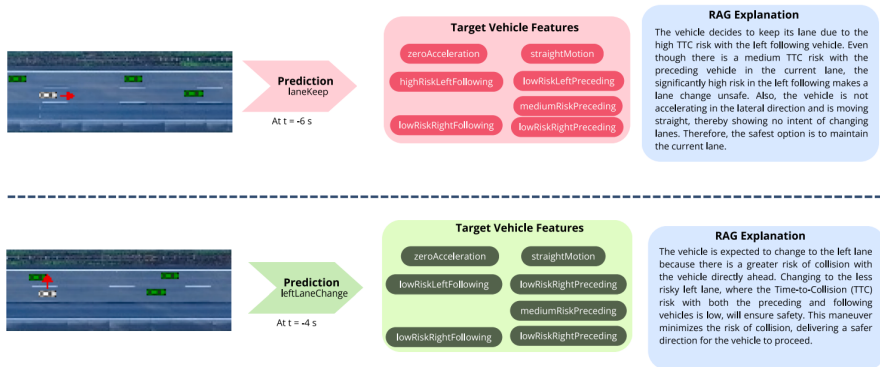 Target Vehicle Features
RAG Explanation
zeroAcceleration
straightMotion
highRiskLeftFollowing
lowRiskLeftPreceding
mediumRiskPreceding
lowRiskRightFollowing
lowRiskRightPreceding
Prediction
laneKeep
At t = -6 s
The vehicle decides to keep its lane due to the
high TTC risk with the left following vehicle. Even
though there is a medium TTC risk with the
preceding vehicle in the current lane, the
significantly high risk in the left following makes a
lane change unsafe. Also, the vehicle is not
accelerating in the lateral direction and is moving
straight, thereby showing no intent of changing
lanes. Therefore, the safest option is to maintain
the current lane.
Target Vehicle Features
RAG Explanation
zeroAcceleration
straightMotion
lowRiskLeftFollowing
lowRiskRightPreceding
mediumRiskPreceding
lowRiskRightFollowing
lowRiskRightPreceding
Prediction
leftLaneChange
At t = -4 s
The vehicle is expected to change to the left lane
because there is a greater risk of collision with
the vehicle directly ahead. Changing to the less
risky left lane, where the Time-to-Collision (TTC)
risk with both the preceding and following
vehicles is low, will ensure safety. This maneuver
minimizes the risk of collision, delivering a safer
direction for the vehicle to proceed.